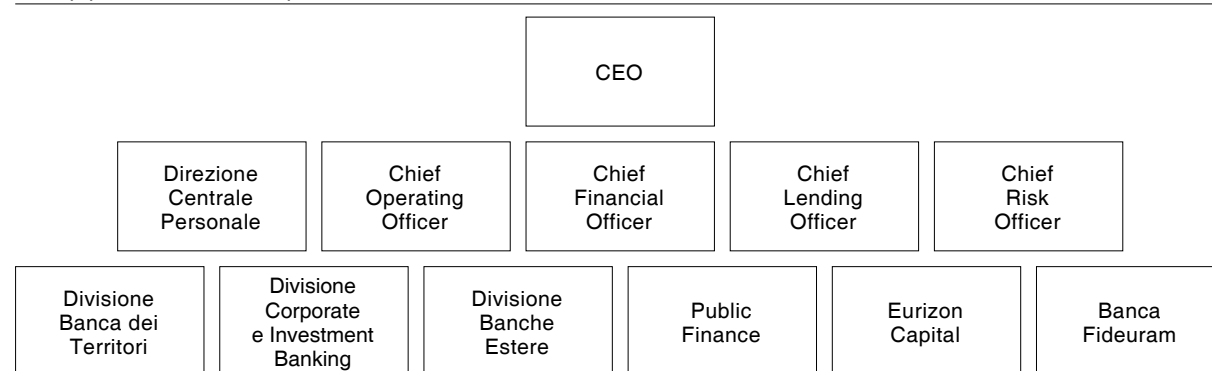 CEO
Direzione
Centrale
Personale
Chief
Operating
Officer
Chief
Financial
Officer
Chief
Lending
Officer
Chief
Risk
Officer
Divisione
Banca dei
Territori
Divisione
Corporate
e Investment
Banking
Divisione
Banche
Estere
Public
Finance
Eurizon
Capital
Banca
Fideuram